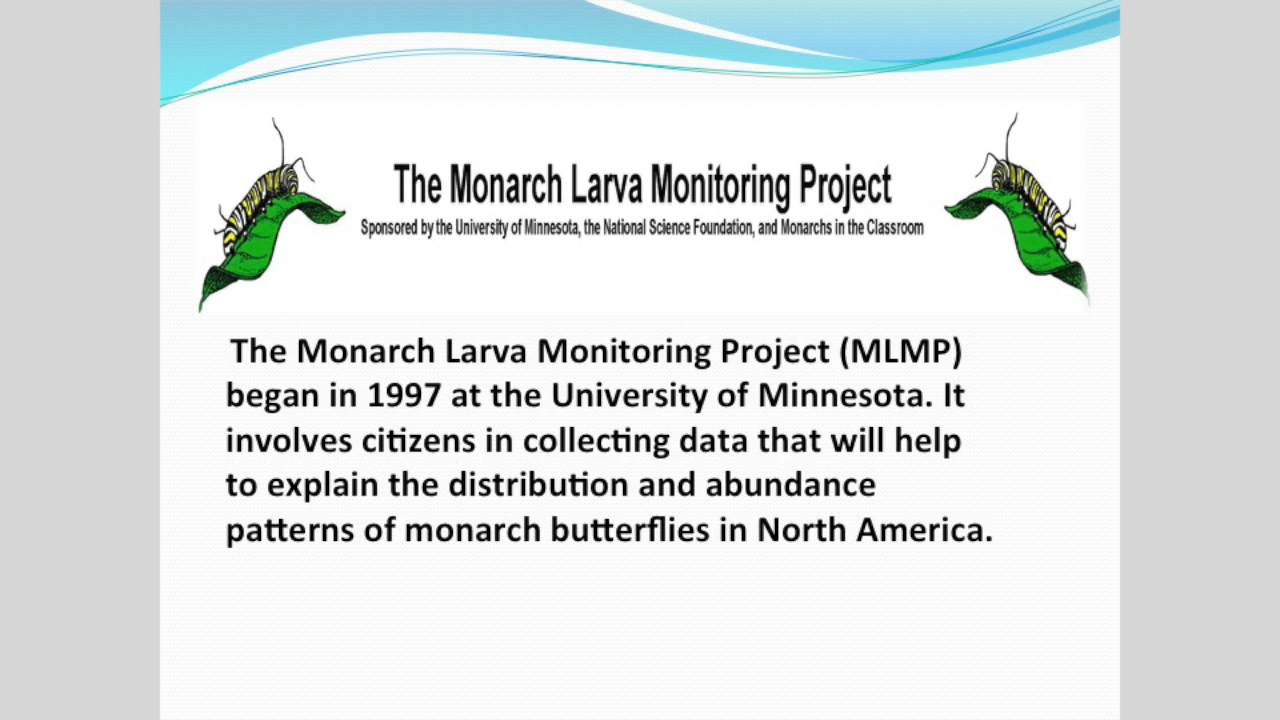 The Monarch Larva Monitoring Project
Sponsored by the University of Minnesota, the National Science Foundation, and Monarchs in the Classroom
The Monarch Larva Monitoring Project (MLMP)
began in 1997 at the University of Minnesota. It
involves citizens in collecting data that will help
to explain the distribution and abundance
patterns of monarch butterflies in North America.